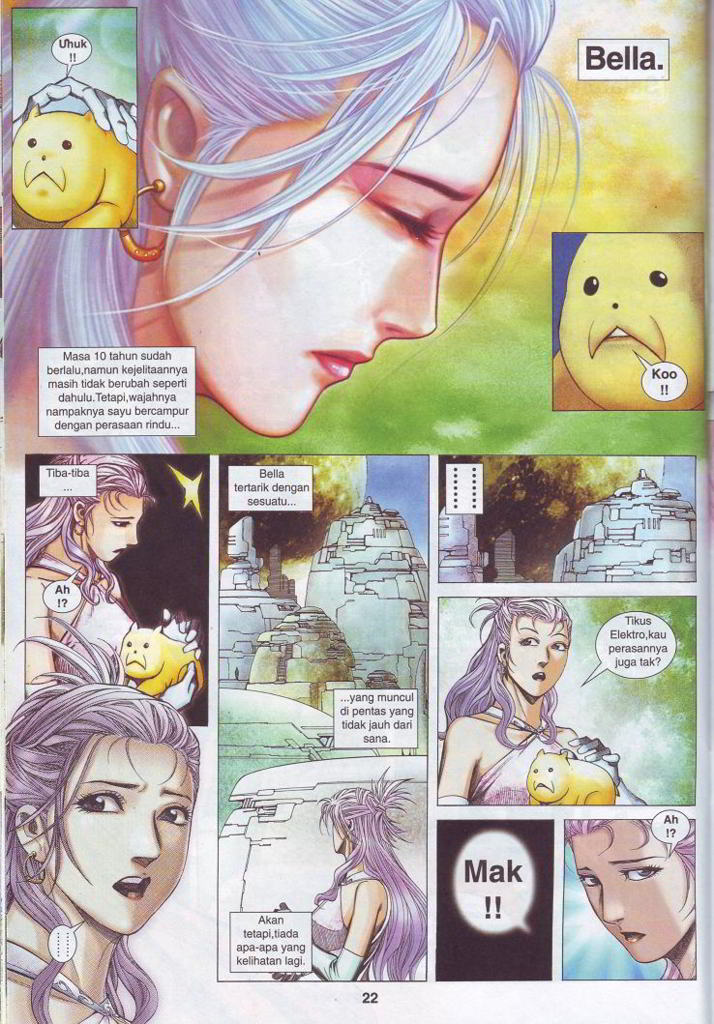 Uhuk
!!
Bella.
Masa 10 tahun sudah
berlalu,namun kejelitaannya
masih tidak berubah seperti
dahulu.Tetapi,wajahnya
nampaknya sayu bercampur
dengan perasaan rindu...
Koo
!!
Tiba-tiba
...
Ah
!?
Bella
tertarik dengan
sesuatu...
...yang muncul
di pentas yang
tidak jauh dari
sana.
Akan
tetapi,tiada
apa-apa yang
kelihatan lagi.
Tikus
Elektro,kau
perasannya
juga tak?
Mak
!!
Ah
!?
22